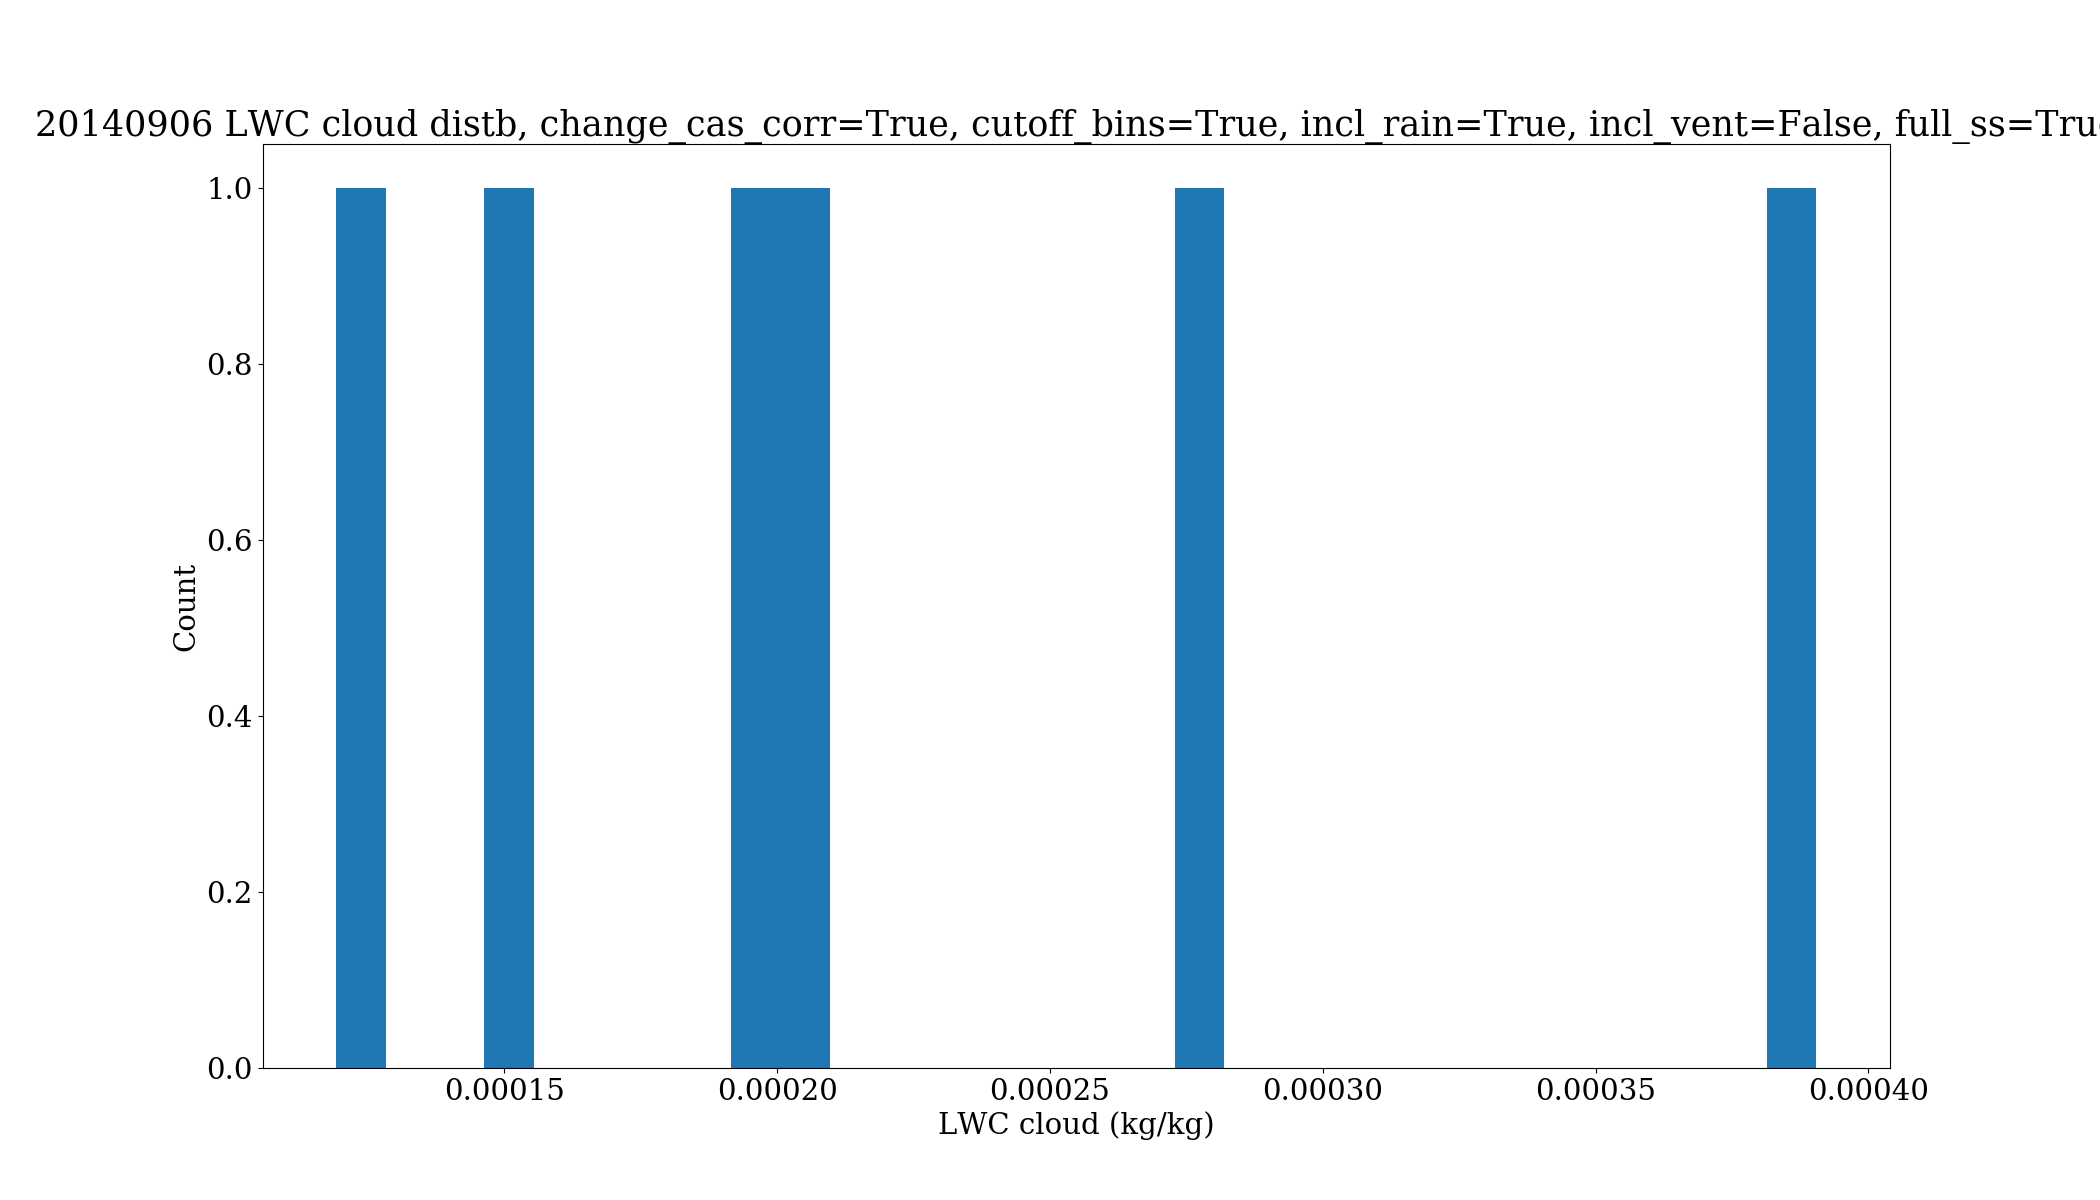 20140906 LWC cloud distb, change_cas_corr=True, cutoff_bins=True, incl_rain=True, incl_vent=False, full_ss=Tru
1.0
0.8
0.6
0.4
0.2
0.0
Count
0.00015 0.00020 0.00025 0.00030 0.00035 0.00040
LWC cloud (kg/kg)